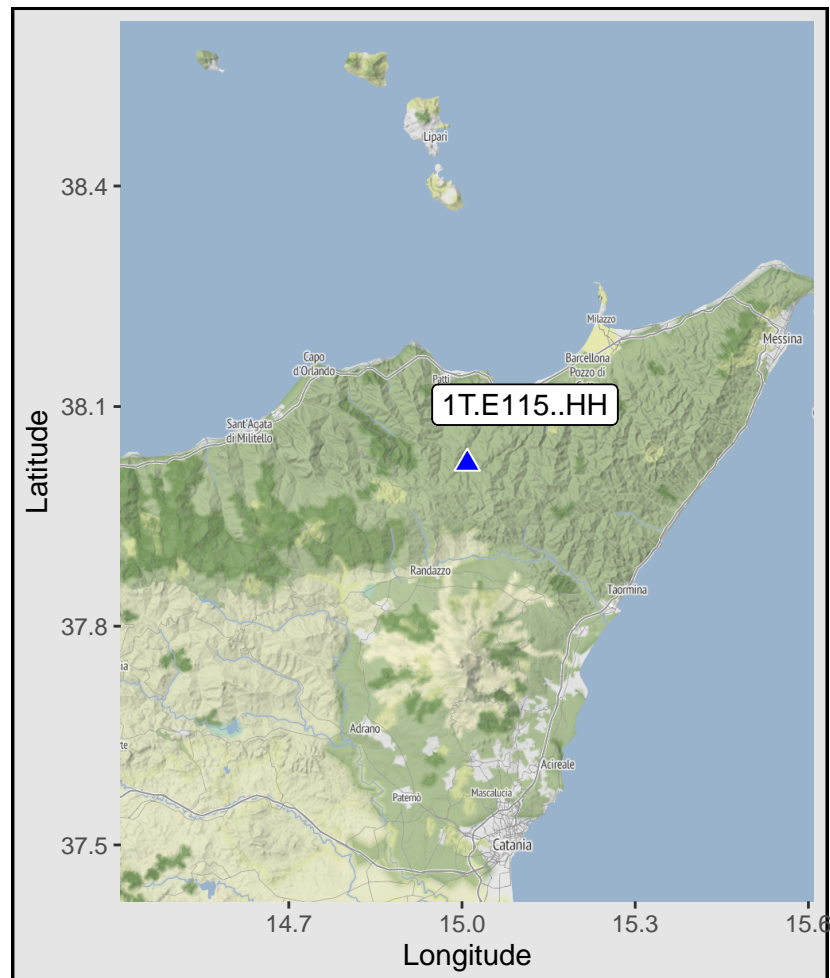 Lipari
38.4
Milazzo
Messina
Capo
d'Orlando
Barcellona
Pozzo di
Patti
1T.E115..HH
38.1
Sant'Agata
di Militello
Latitude
Randazzo
Taormina
37.8
ia
Adrano
rte
Acireale
Paternò
Mascalucia
37.5
Catania
14.7
15.0
15.3
15.6
Longitude